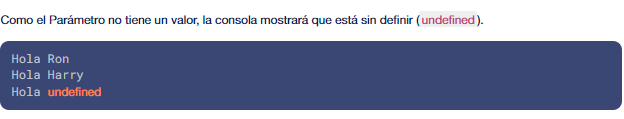 Como el Parámetro no tiene un valor, la consola mostrará que está sin definir (undefined).
Hola Ron
Hola Harry
Hola undefined